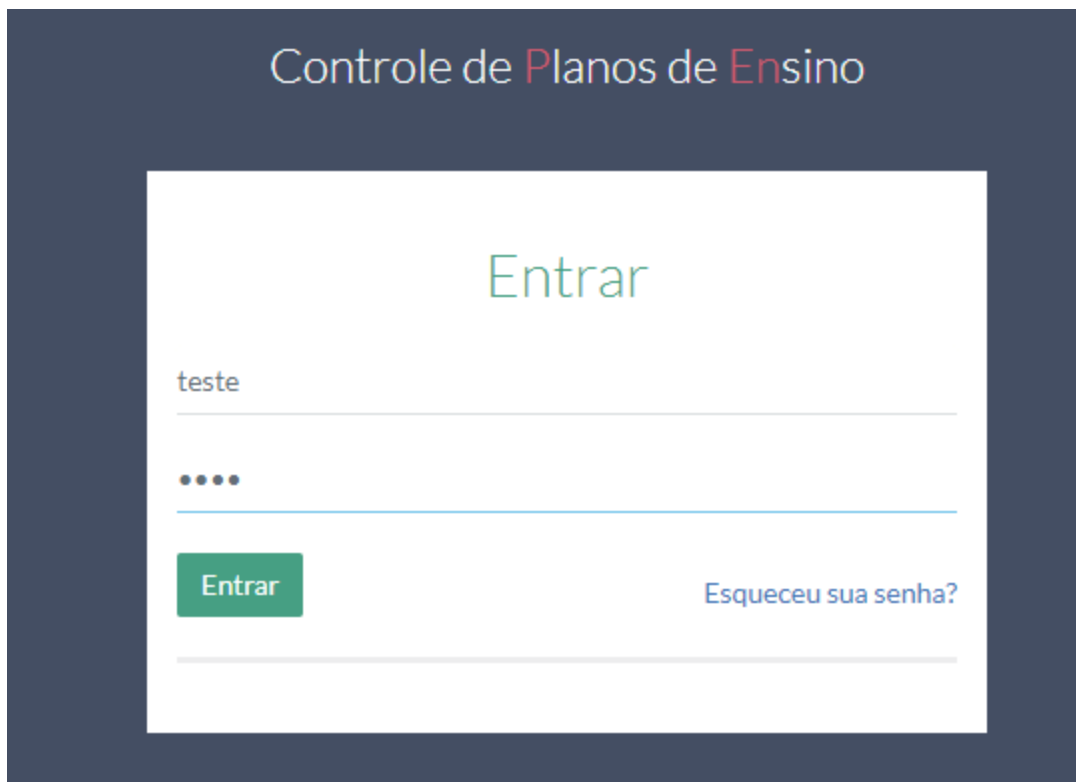 Controle de Planos de Ensino
Entrar
teste
••••
Entrar
Esqueceu sua senha?